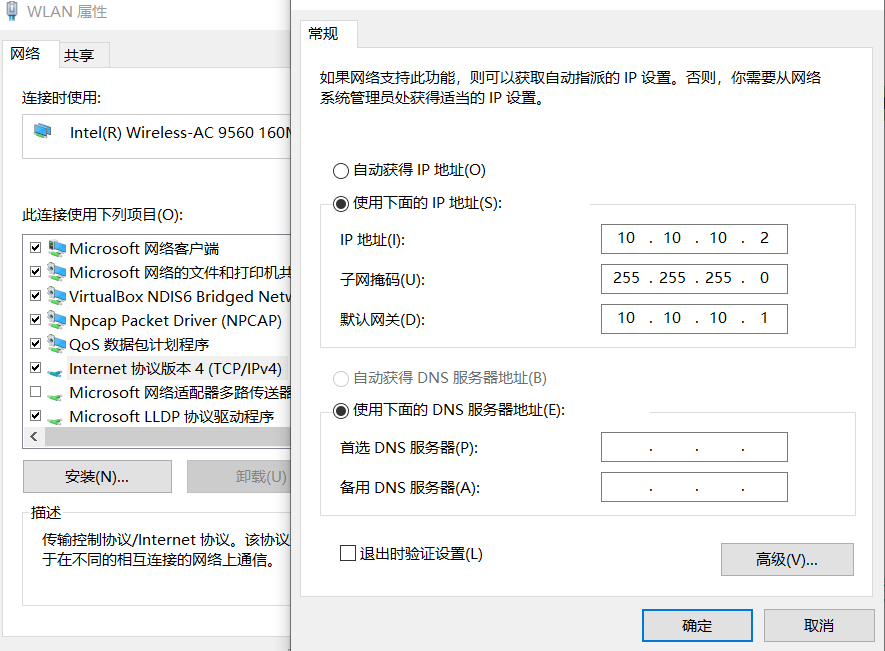 WLAN 属性
网络
共享
连接时使用:
Intel(R) Wireless-AC 9560 160M
此连接使用下列项目(O):
Microsoft 网络客户端
Microsoft 网络的文件和打印机共
VirtualBox NDIS6 Bridged Netw
Npcap Packet Driver (NPCAP)
QoS 数据包计划程序
Internet 协议版本 4 (TCP/IPv4)
Microsoft 网络适配器多路传送器
Microsoft LLDP 协议驱动程序
安装(N)...
卸载(U)
描述
传输控制协议/Internet 协议。该协议
于在不同的相互连接的网络上通信。
常规
如果网络支持此功能，则可以获取自动指派的 IP 设置。否则，你需要从网络
系统管理员处获得适当的 IP 设置。
自动获得 IP 地址(O)
使用下面的 IP 地址(S):
IP 地址(I):
10 . 10 . 10 . 2
子网掩码(U):
255 . 255 . 255 . 0
默认网关(D):
10 . 10 . 10 . 1
自动获得 DNS 服务器地址(B)
使用下面的 DNS 服务器地址(E):
首选 DNS 服务器(P):
. . .
备用 DNS 服务器(A):
. . .
退出时验证设置(L)
高级(V)...
确定
取消